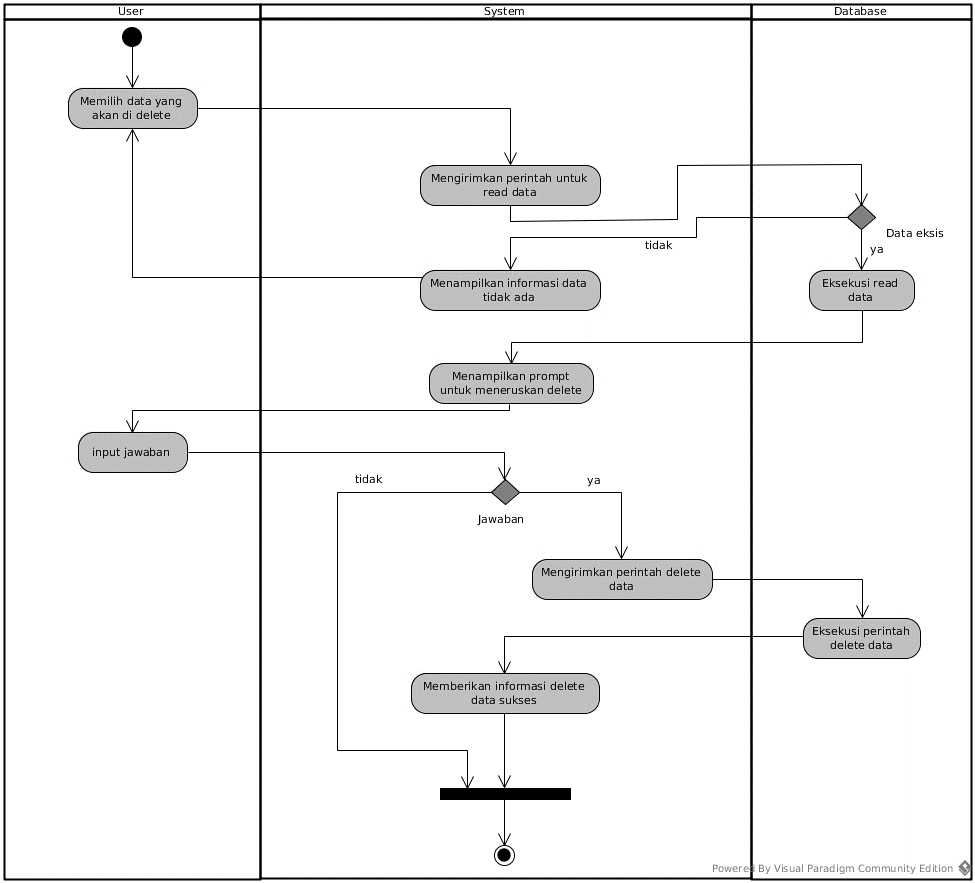 User
System
Database
Memilih data yang
akan di delete
Mengirimkan perintah untuk
read data
Data eksis
tidak
ya
Menampilkan informasi data
tidak ada
Eksekusi read
data
Menampilkan prompt
untuk meneruskan delete
input jawaban
tidak
ya
Jawaban
Mengirimkan perintah delete
data
Eksekusi perintah
delete data
Memberikan informasi delete
data sukses
Powered By Visual Paradigm Community Edition